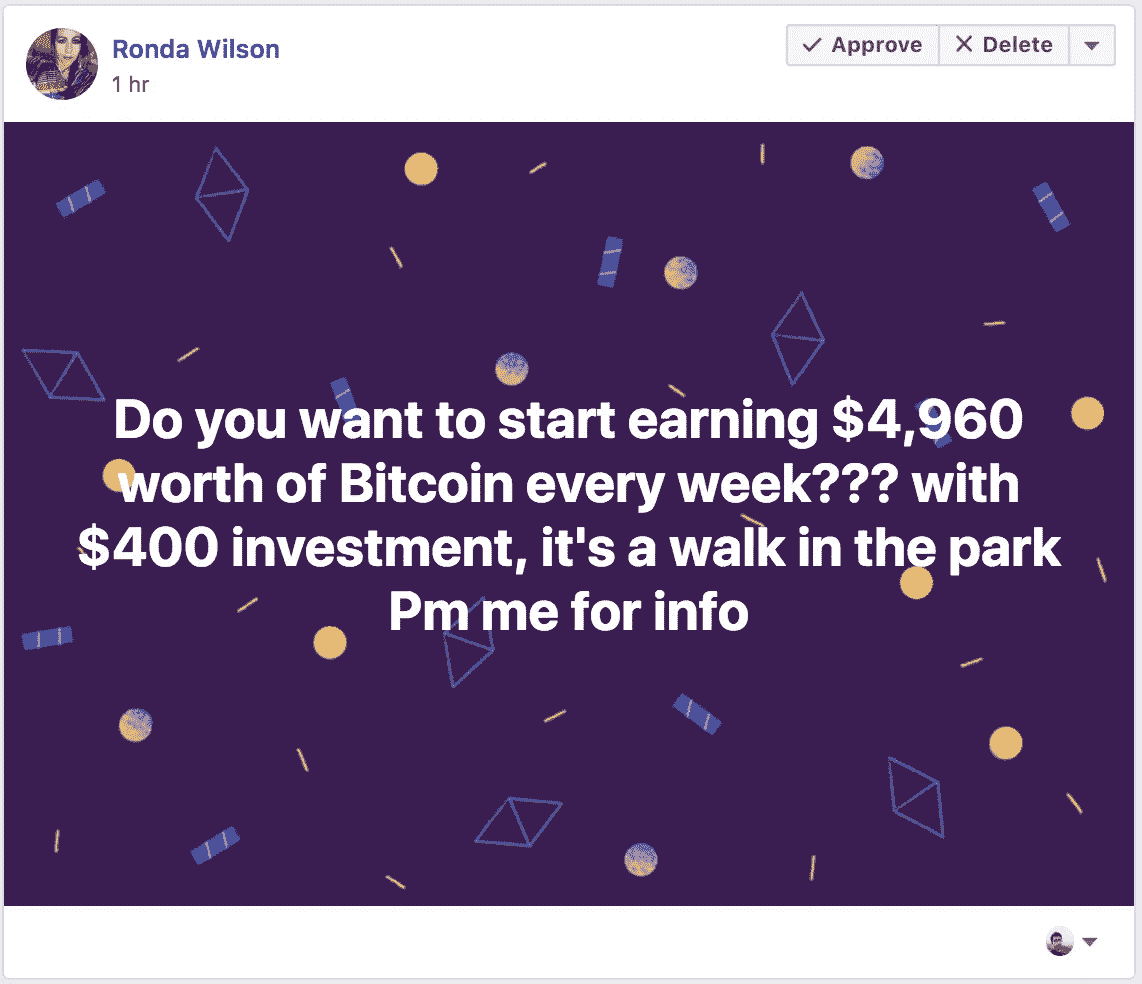 Ronda Wilson
1 hr
Approve
Delete
Do you want to start earning $4,960
worth of Bitcoin every week??? with
$400 investment, it's a walk in the park
Pm me for info